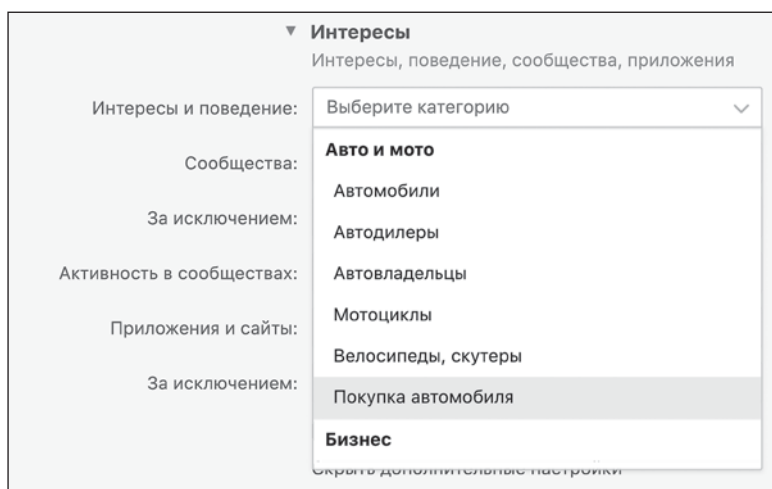 Интересы
Интересы, поведение, сообщества, приложения
Интересы и поведение: Выберите категорию
Авто и мото
Сообщества:
Автомобили
За исключением: Автодилеры
Активность в сообществах: Автовладельцы
Приложения и сайты: Мотоциклы
Велосипеды, скутеры
За исключением: Покупка автомобиля
Бизнес
Скрыть дополнительные настройки